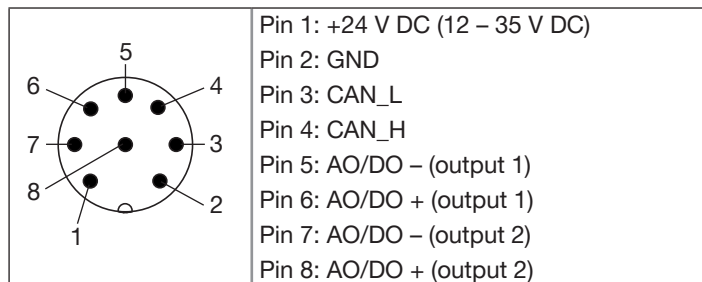 5
6
4
7
3
8
2
1
Pin 1: +24 V DC (12 – 35 V DC)
Pin 2: GND
Pin 3: CAN_L
Pin 4: CAN_H
Pin 5: AO/DO – (output 1)
Pin 6: AO/DO + (output 1)
Pin 7: AO/DO – (output 2)
Pin 8: AO/DO + (output 2)